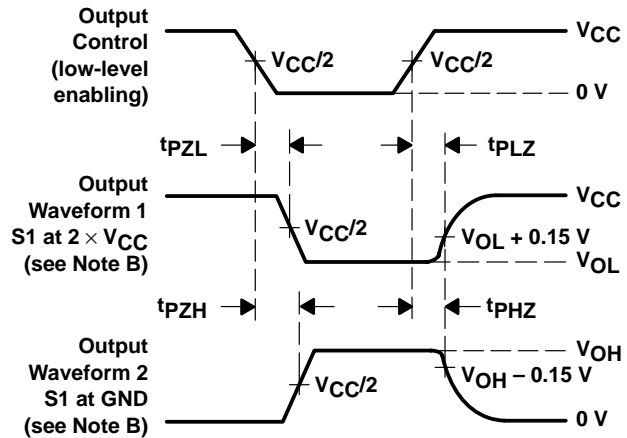 Output
Control
(low-level
enabling)
VCC/2
VCC/2
VCC
0 V
tPZL
tPLZ
Output
Waveform 1
S1 at 2 × VCC
(see Note B)
VCC/2
VCC
VOL + 0.15 V
VOL
tPZH
tPHZ
Output
Waveform 2
S1 at GND
(see Note B)
VCC/2
VOH
VOH – 0.15 V
0 V